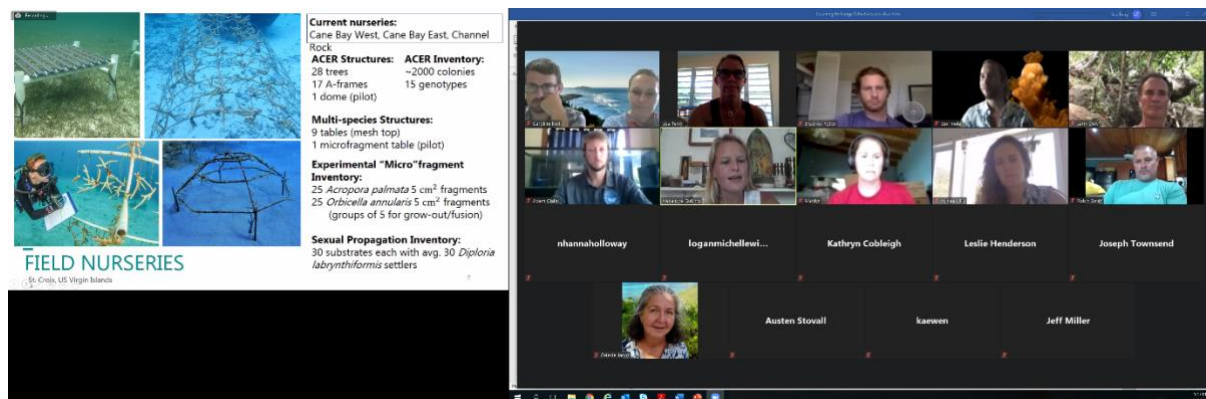 Recording...
Current nurseries:
Cane Bay West, Cane Bay East, Channel
Rock
ACER Structures: ACER Inventory:
28 trees ~2000 colonies
17 A-frames 15 genotypes
1 dome (pilot)
Multi-species Structures:
9 tables (mesh top)
1 microfragment table (pilot)
Experimental “Micro”fragment
Inventory:
25 Acropora palmata 5 cm² fragments
25 Orbicella annularis 5 cm² fragments
(groups of 5 for grow-out/fusion)
Sexual Propagation Inventory:
30 substrates each with avg. 30 Diploria
labrynthiformis settlers
FIELD NURSERIES
St. Croix, US Virgin Islands
nhannaholloway
loganmichellewi...
Kathryn Cobleigh
Leslie Henderson
Joseph Townsend
Austen Stovall
kaewen
Jeff Miller